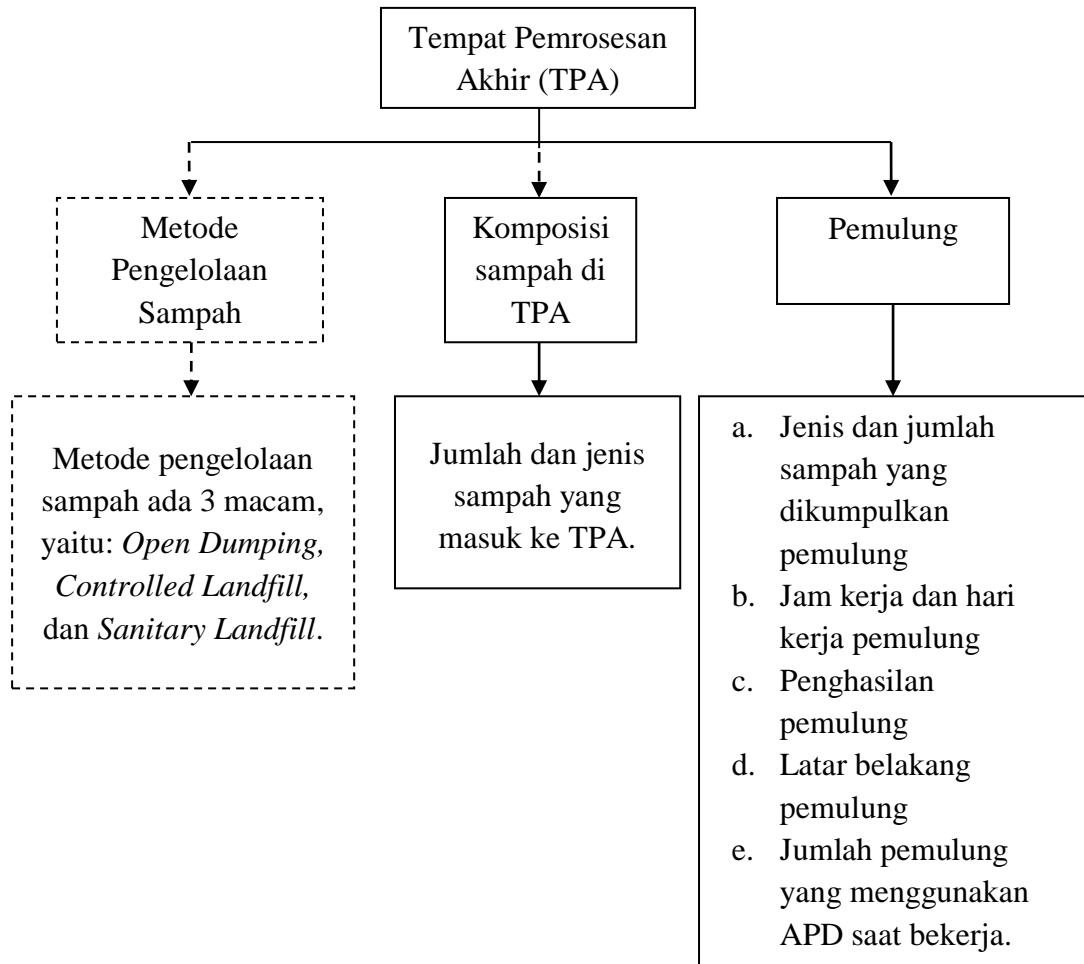 Tempat Pemrosesan
Akhir (TPA)
Metode
Pengelolaan
Sampah
Komposisi
sampah di
TPA
Pemulung
Metode pengelolaan
sampah ada 3 macam,
yaitu: Open Dumping,
Controlled Landfill,
dan Sanitary Landfill.
Jumlah dan jenis
sampah yang
masuk ke TPA.
a. Jenis dan jumlah
sampah yang
dikumpulkan
pemulung
b. Jam kerja dan hari
kerja pemulung
c. Penghasilan
pemulung
d. Latar belakang
pemulung
e. Jumlah pemulung
yang menggunakan
APD saat bekerja.